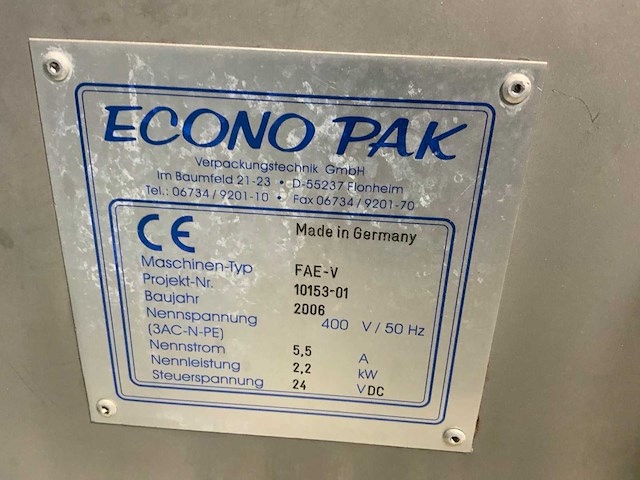 ECONO PAK
Verpackungstechnik GmbH
Im Baumfeld 21-23 • D-55237 Flonheim
Tel.: 06734/9201-10 • Fax 06734/9201-70
CE Made in Germany
Maschinen-Typ FAE-V
Projekt-Nr. 10153-01
Baujahr 2006
Nennspannung 400 V/50 Hz
(3AC-N-PE)
Nennstrom 5,5 A
Nennleistung 2,2 kW
Steuerspannung 24 V DC